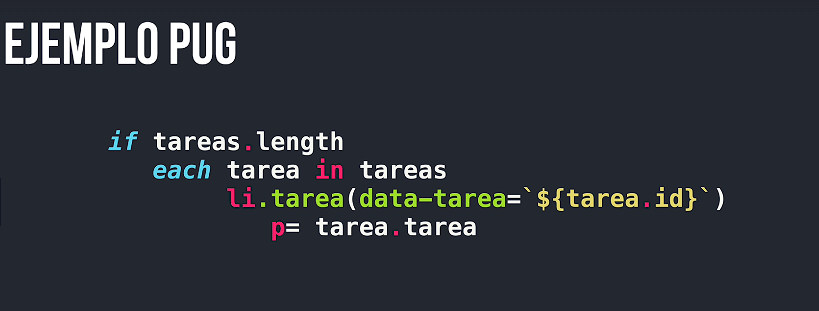 EJEMPLO PUG
if tareas.length
each tarea in tareas
li.tarea(data-tarea=`${tarea.id}`)
p= tarea.tarea